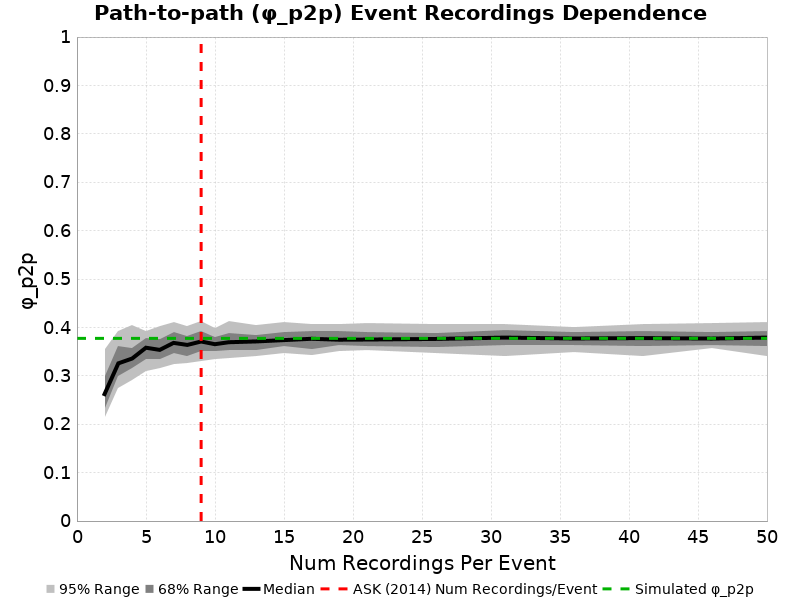 Path-to-path (φ_p2p) Event Recordings Dependence
1
0.9
0.8
0.7
0.6
0.5
0.4
0.3
0.2
0.1
0
φ_p2p
0 5 10 15 20 25 30 35 40 45 50
Num Recordings Per Event
95% Range 68% Range Median ASK (2014) Num Recordings/Event Simulated φ_p2p